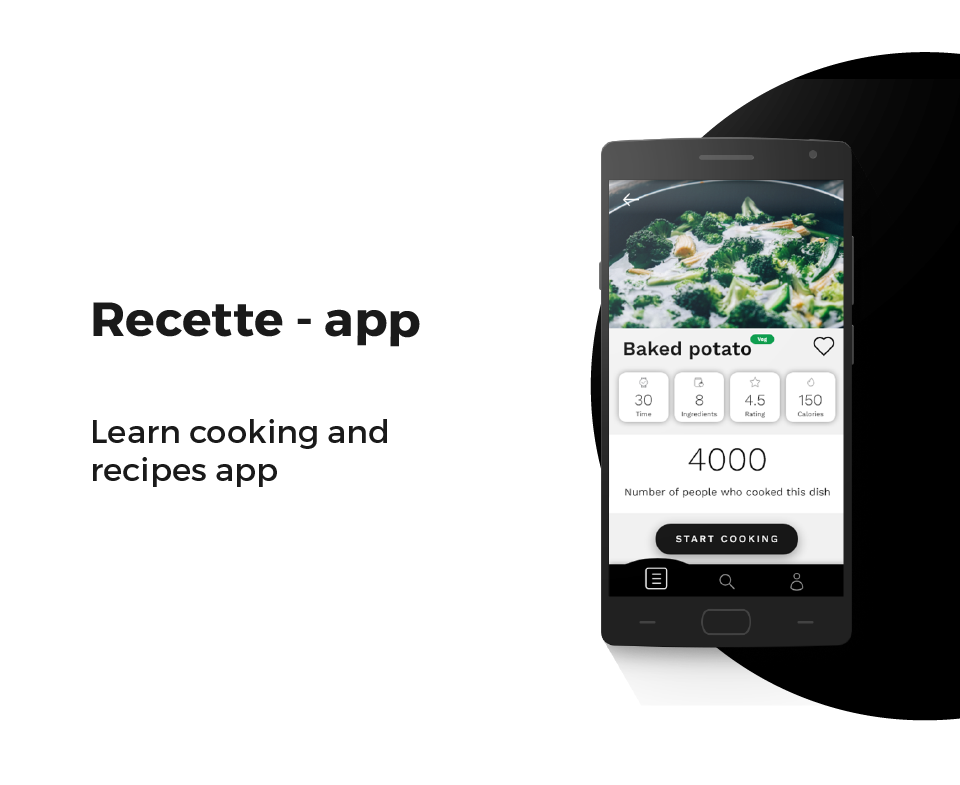 Recette - app
Learn cooking and
recipes app
Baked potato Veg
30 8 4.5 150
Time Ingredients Rating Calories
4000
Number of people who cooked this dish
START COOKING